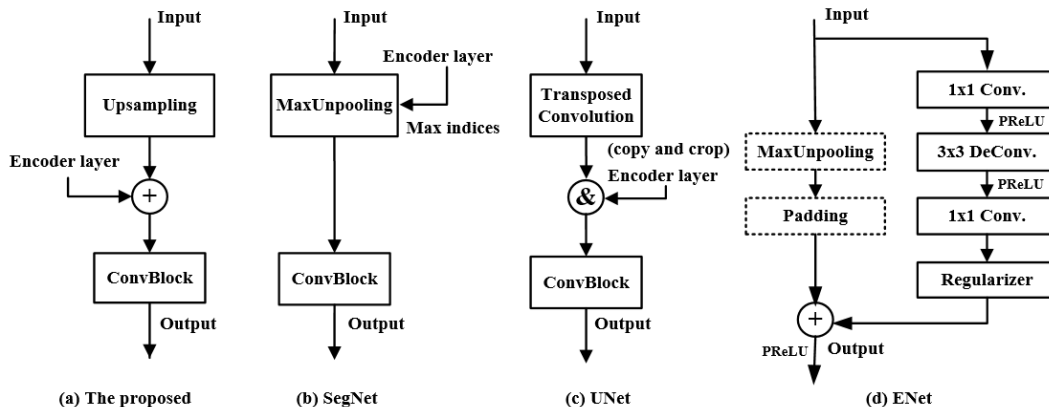 Input
Upsampling
Encoder layer
+
ConvBlock
Output
(a) The proposed
Input
Encoder layer
MaxUnpooling
Max indices
ConvBlock
Output
(b) SegNet
Input
Transposed
Convolution
(copy and crop)
Encoder layer
&
ConvBlock
Output
(c) UNet
Input
1x1 Conv.
PReLU
MaxUnpooling
3x3 DeConv.
PReLU
Padding
1x1 Conv.
Regularizer
+
PReLU
Output
(d) ENet